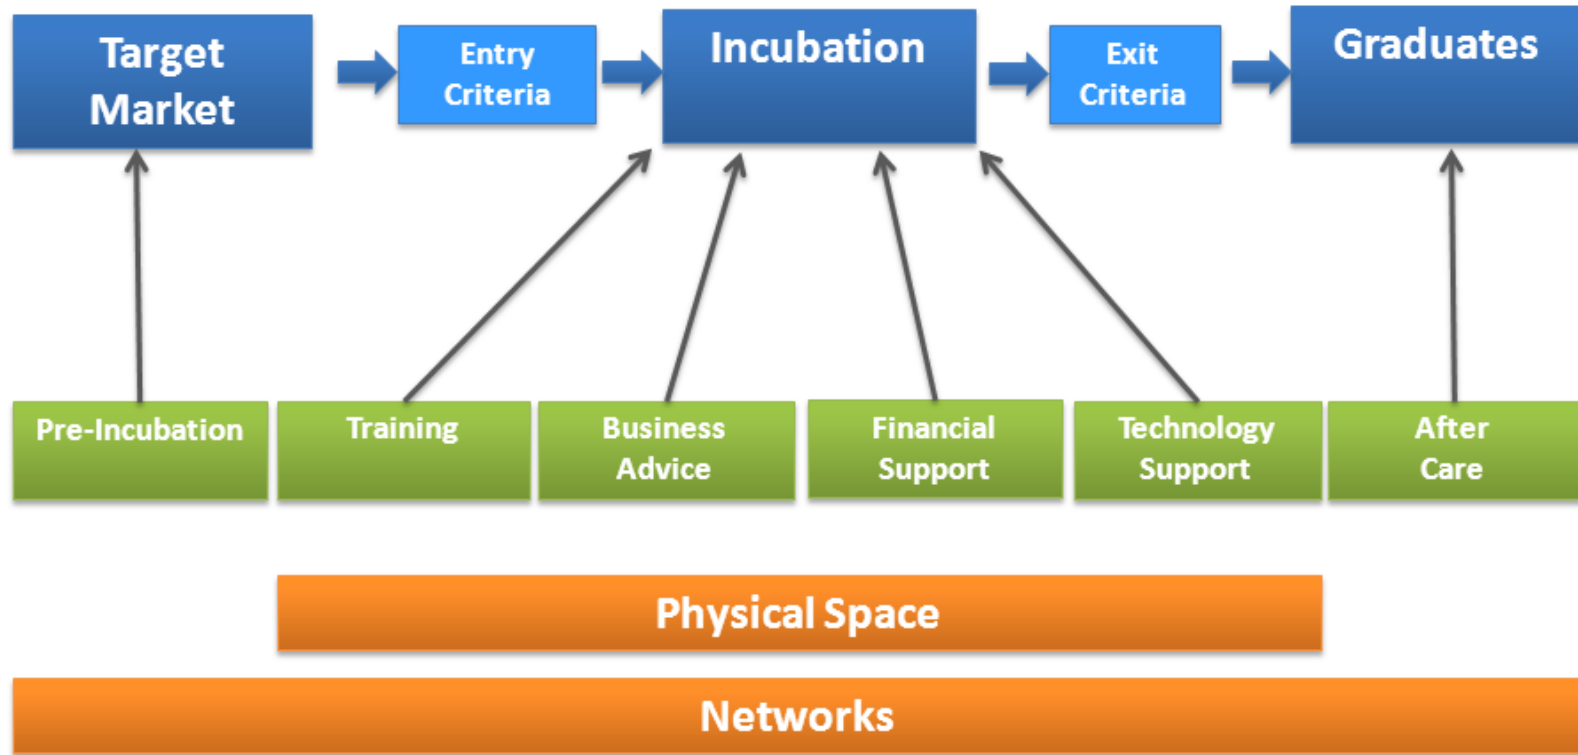 Target
Market
Entry
Criteria
Incubation
Exit
Criteria
Graduates
Pre-Incubation
Training
Business
Advice
Financial
Support
Technology
Support
After
Care
Physical Space
Networks